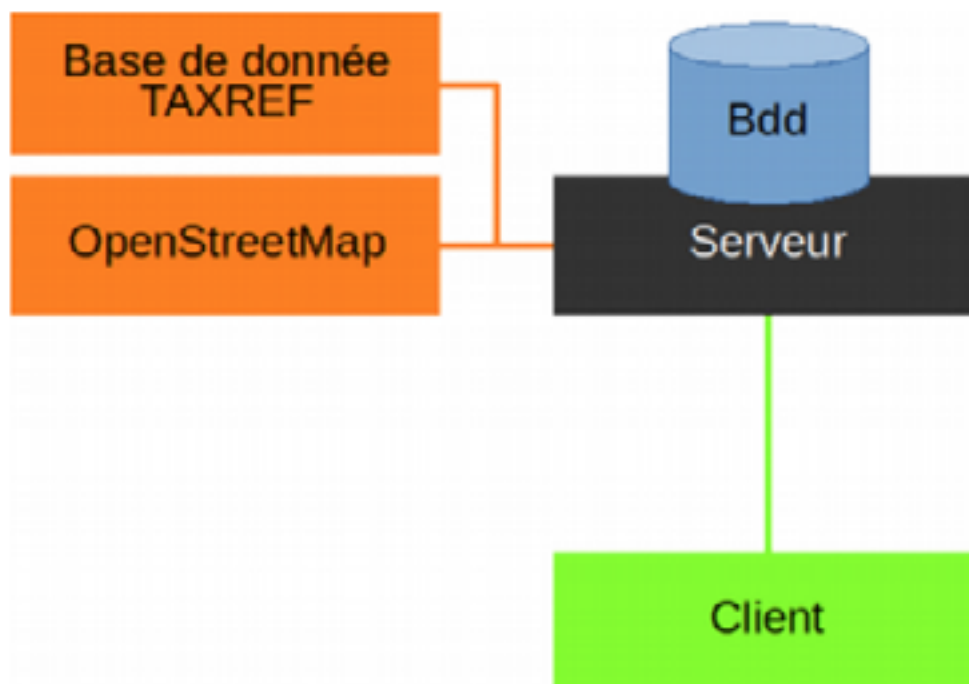 Base de donnée
TAXREF
Bdd
OpenStreetMap
Serveur
Client